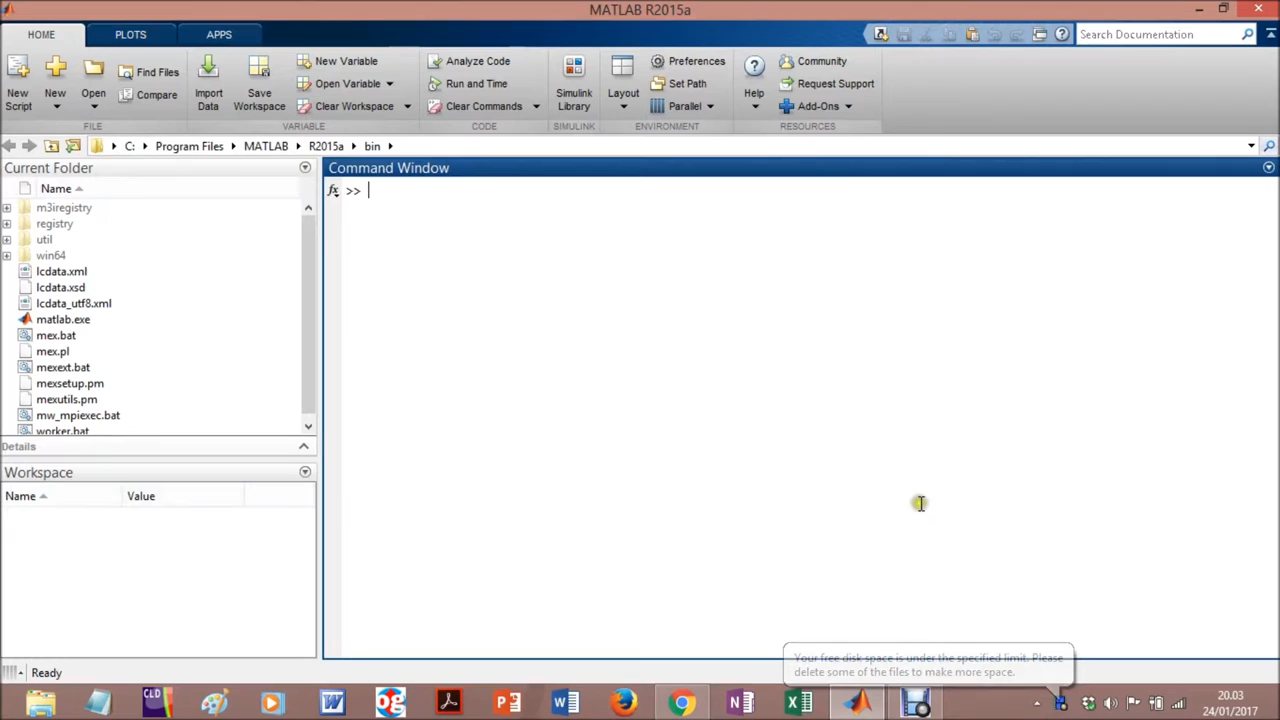 MATLAB R2015a
HOME
PLOTS
APPS
Search Documentation
New Script
New
Open
Find Files
Compare
FILE
Import Data
Save Workspace
New Variable
Open Variable
Clear Workspace
VARIABLE
Analyze Code
Run and Time
Clear Commands
CODE
Simulink Library
SIMULINK
Layout
Preferences
Set Path
Parallel
ENVIRONMENT
Help
Community
Request Support
Add-Ons
RESOURCES
C: Program Files MATLAB R2015a bin
Current Folder
Name
m3iregistry
registry
util
win64
lcdata.xml
lcdata.xsd
lcdata_utf8.xml
matlab.exe
mex.bat
mex.pl
mexext.bat
mexsetup.pm
mexutils.pm
mw_mpiexec.bat
worker.bat
Details
Workspace
Name Value
Command Window
fx >>
Your free disk space is under the specified limit. Please
delete some of the files to make more space.
Ready
CLD
og
20.03
24/01/2017